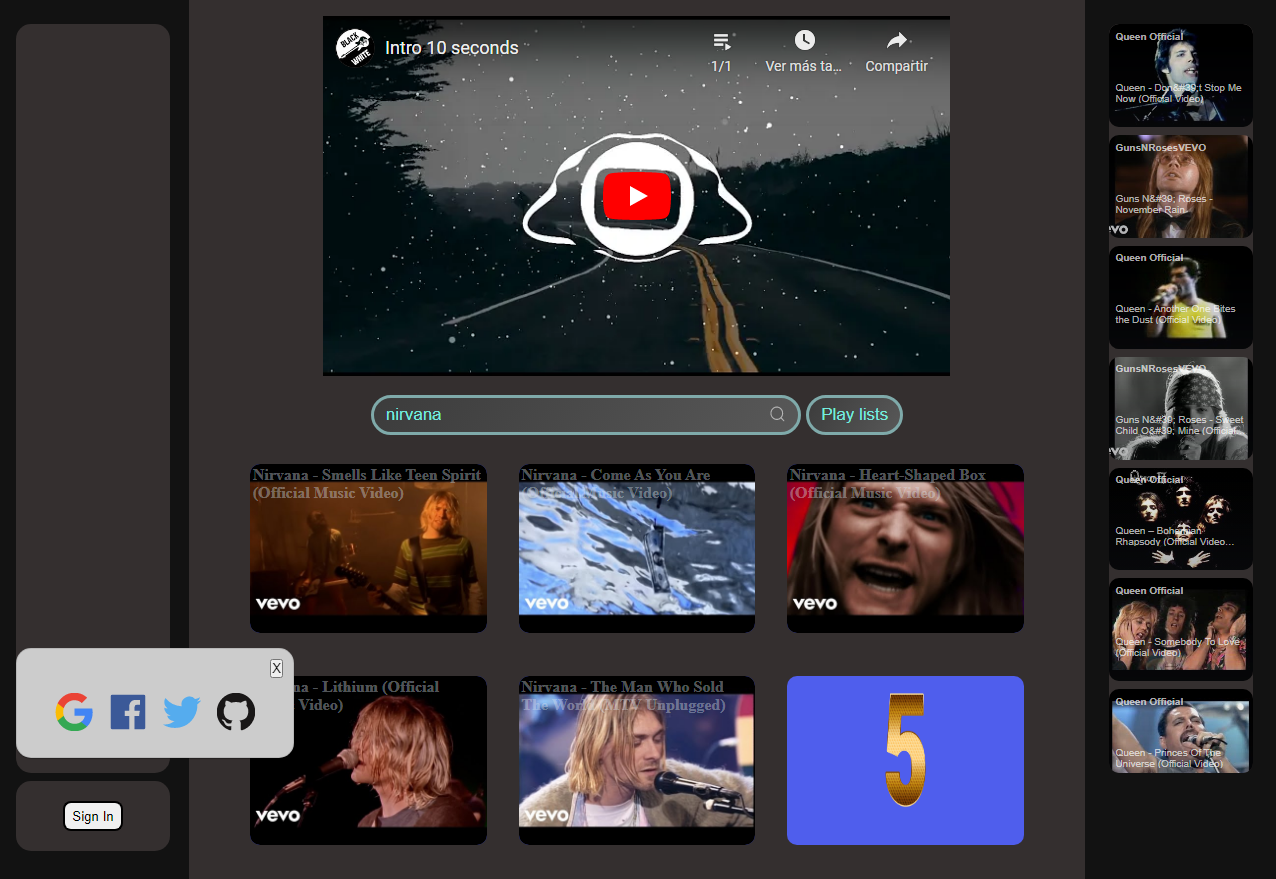 BLACK
WHITE
Intro 10 seconds
1/1
Ver más ta...
Compartir
nirvana
Play lists
Nirvana - Smells Like Teen Spirit
(Official Music Video)
vevo
Nirvana - Come As You Are
(Official Music Video)
vevo
Nirvana - Heart-Shaped Box
(Official Music Video)
vevo
na - Lithium (Official
Video)
vevo
Nirvana - The Man Who Sold
The World (MTV Unplugged)
vevo
5
X
Sign In
Queen Official
Queen - Don&#39;t Stop Me
Now (Official Video)
GunsNRosesVEVO
Guns N&#39; Roses -
November Rain
evo
Queen Official
Queen - Another One Bites
the Dust (Official Video)
GunsNRosesVEVO
Guns N&#39; Roses - Sweet
Child O&#39; Mine (Official...
evo
Queen Official
Queen – Bohemian
Rhapsody (Official Video...
Queen Official
Queen - Somebody To Love
(Official Video)
Queen Official
Queen - Princes Of The
Universe (Official Video)